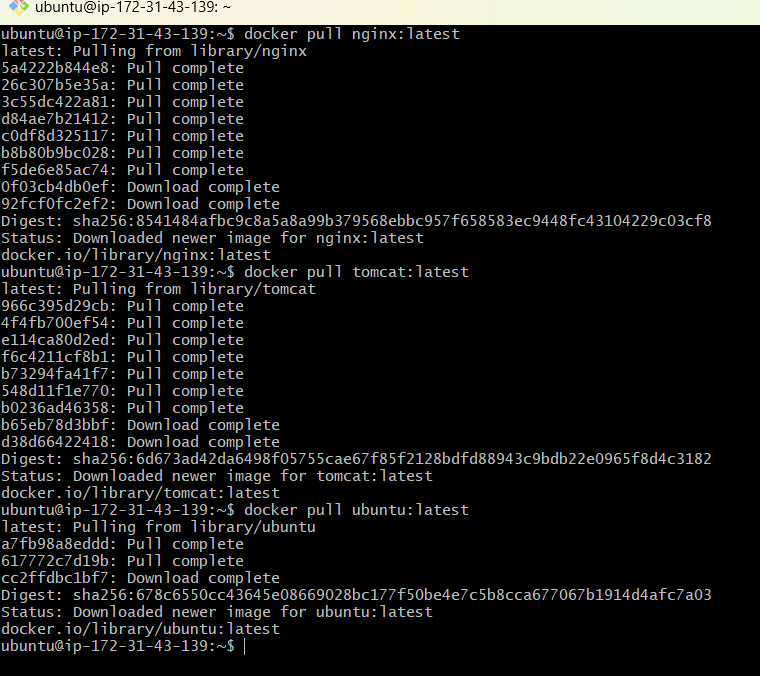 ubuntu@ip-172-31-43-139: ~
ubuntu@ip-172-31-43-139:~$ docker pull nginx:latest
latest: Pulling from library/nginx
5a4222b844e8: Pull complete
26c307b5e35a: Pull complete
3c55dc422a81: Pull complete
d84ae7b21412: Pull complete
c0df8d325117: Pull complete
b8b80b9bc028: Pull complete
f5de6e85ac74: Pull complete
0f03cb4db0ef: Download complete
92fcf0fc2ef2: Download complete
Digest: sha256:8541484afbc9c8a5a8a99b379568ebbc957f658583ec9448fc43104229c03cf8
Status: Downloaded newer image for nginx:latest
docker.io/library/nginx:latest
ubuntu@ip-172-31-43-139:~$ docker pull tomcat:latest
latest: Pulling from library/tomcat
966c395d29cb: Pull complete
4f4fb700ef54: Pull complete
e114ca80d2ed: Pull complete
f6c4211cf8b1: Pull complete
b73294fa41f7: Pull complete
548d11f1e770: Pull complete
b0236ad46358: Pull complete
b65eb78d3bbf: Download complete
d38d66422418: Download complete
Digest: sha256:6d673ad42da6498f05755cae67f85f2128bdfd88943c9bdb22e0965f8d4c3182
Status: Downloaded newer image for tomcat:latest
docker.io/library/tomcat:latest
ubuntu@ip-172-31-43-139:~$ docker pull ubuntu:latest
latest: Pulling from library/ubuntu
a7fb98a8eddd: Pull complete
617772c7d19b: Pull complete
cc2ffdbc1bf7: Download complete
Digest: sha256:678c6550cc43645e08669028bc177f50be4e7c5b8cca677067b1914d4afc7a03
Status: Downloaded newer image for ubuntu:latest
docker.io/library/ubuntu:latest
ubuntu@ip-172-31-43-139:~$